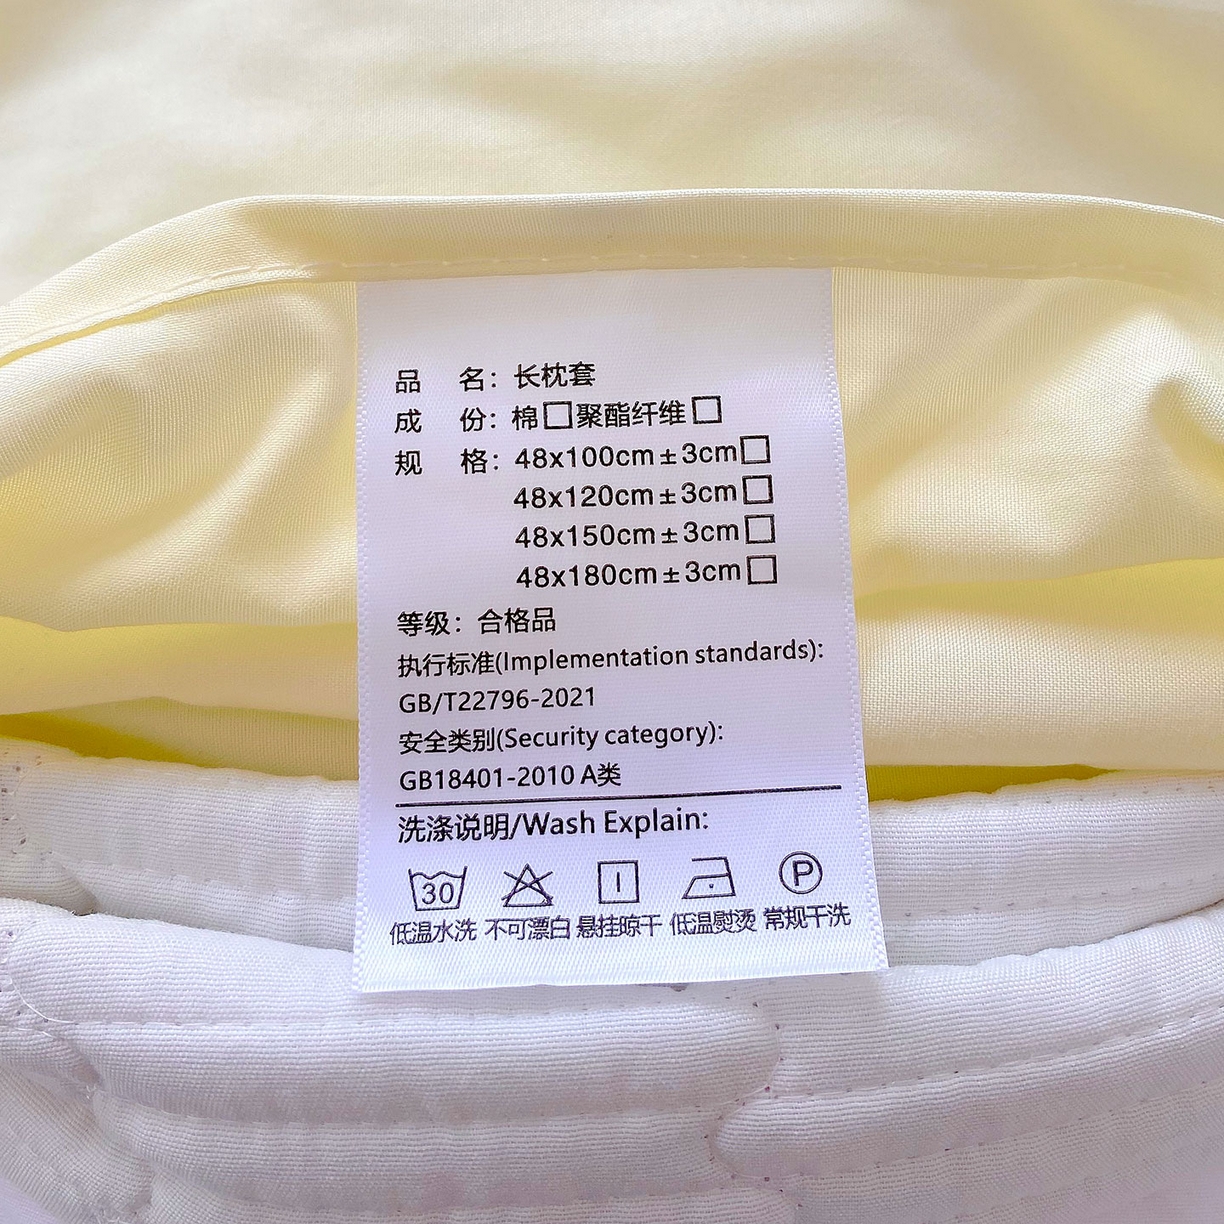 品 名：长枕套
成 份：棉□聚酯纤维□
规 格：48x100cm±3cm□
48x120cm±3cm□
48x150cm±3cm□
48x180cm±3cm□
等级：合格品
执行标准(Implementation standards):
GB/T22796-2021
安全类别(Security category):
GB18401-2010 A类
洗涤说明/Wash Explain:
30 P
低温水洗 不可漂白 悬挂晾干 低温熨烫 常规干洗